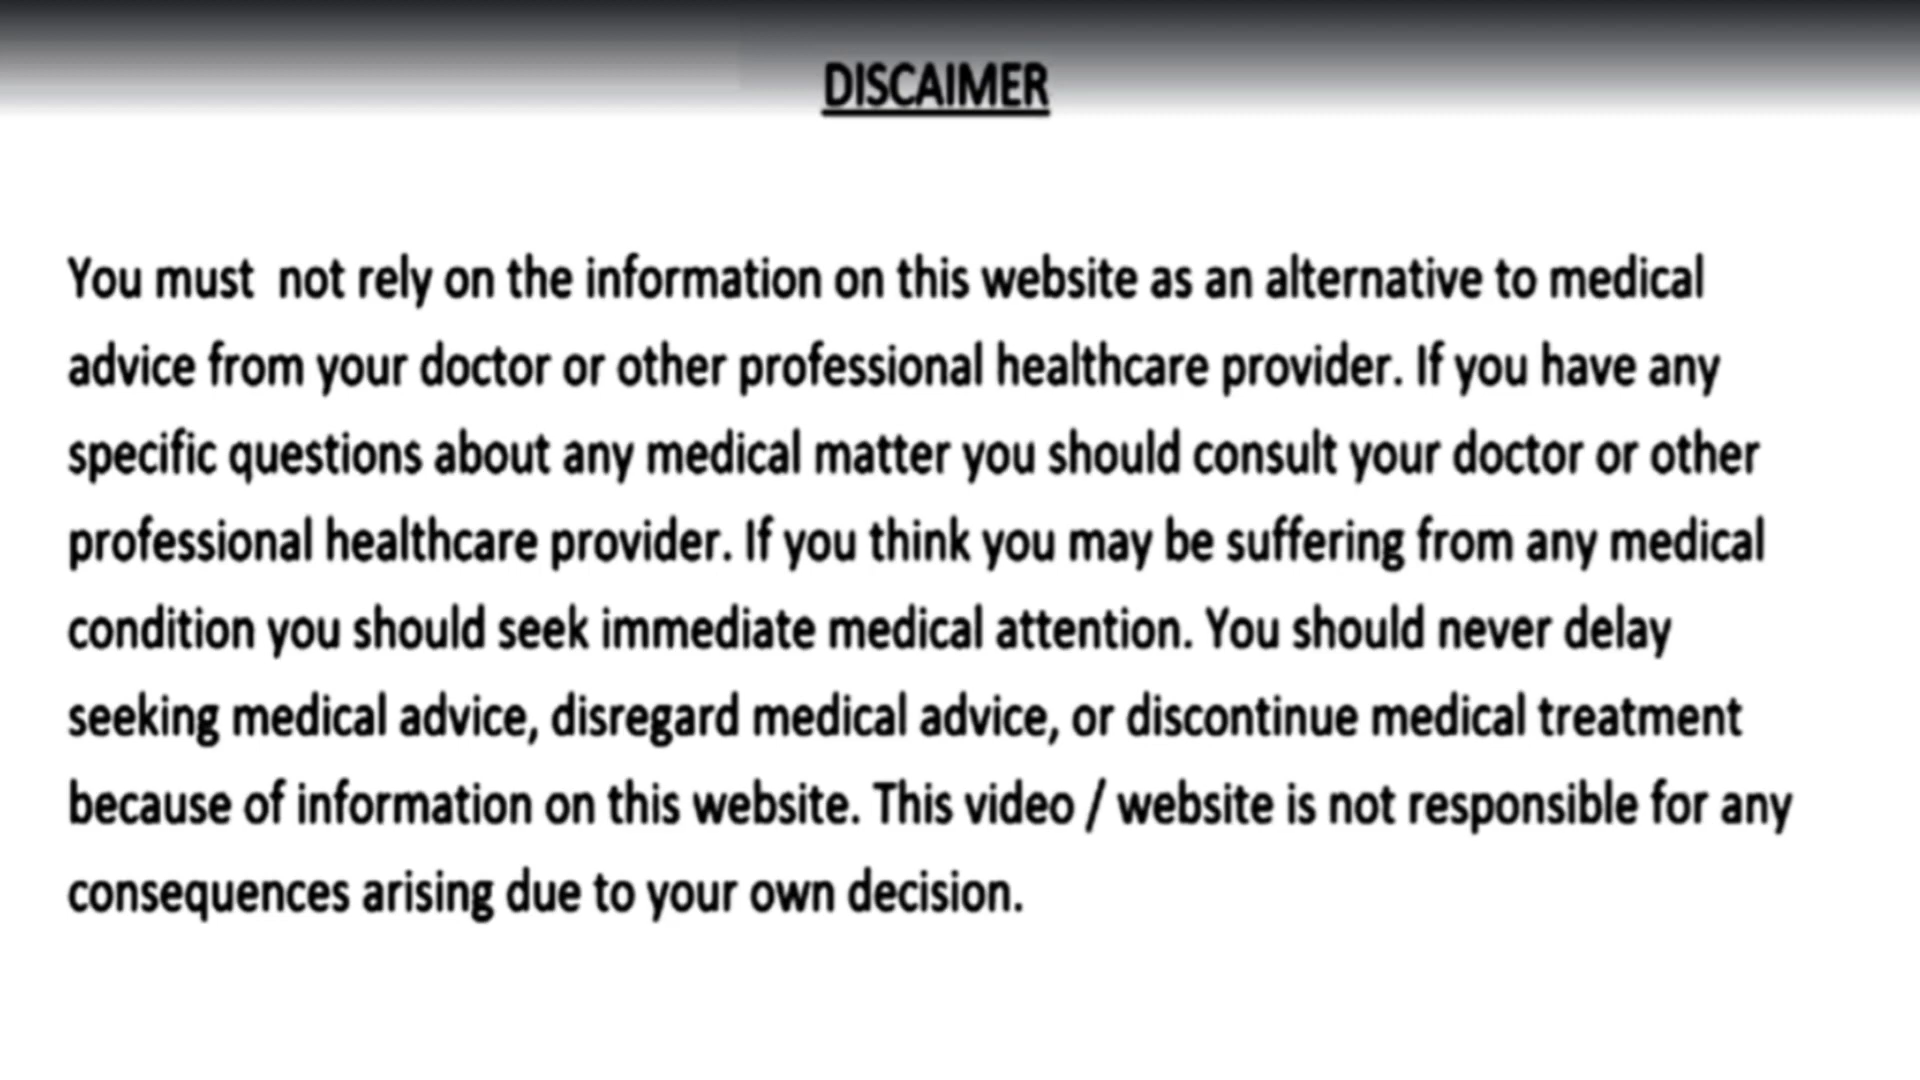 DISCAIMER
You must  not rely on the information on this website as an alternative to medical
advice from your doctor or other professional healthcare provider. If you have any
specific questions about any medical matter you should consult your doctor or other
professional healthcare provider. If you think you may be suffering from any medical
condition you should seek immediate medical attention. You should never delay
seeking medical advice, disregard medical advice, or discontinue medical treatment
because of information on this website. This video / website is not responsible for any
consequences arising due to your own decision.